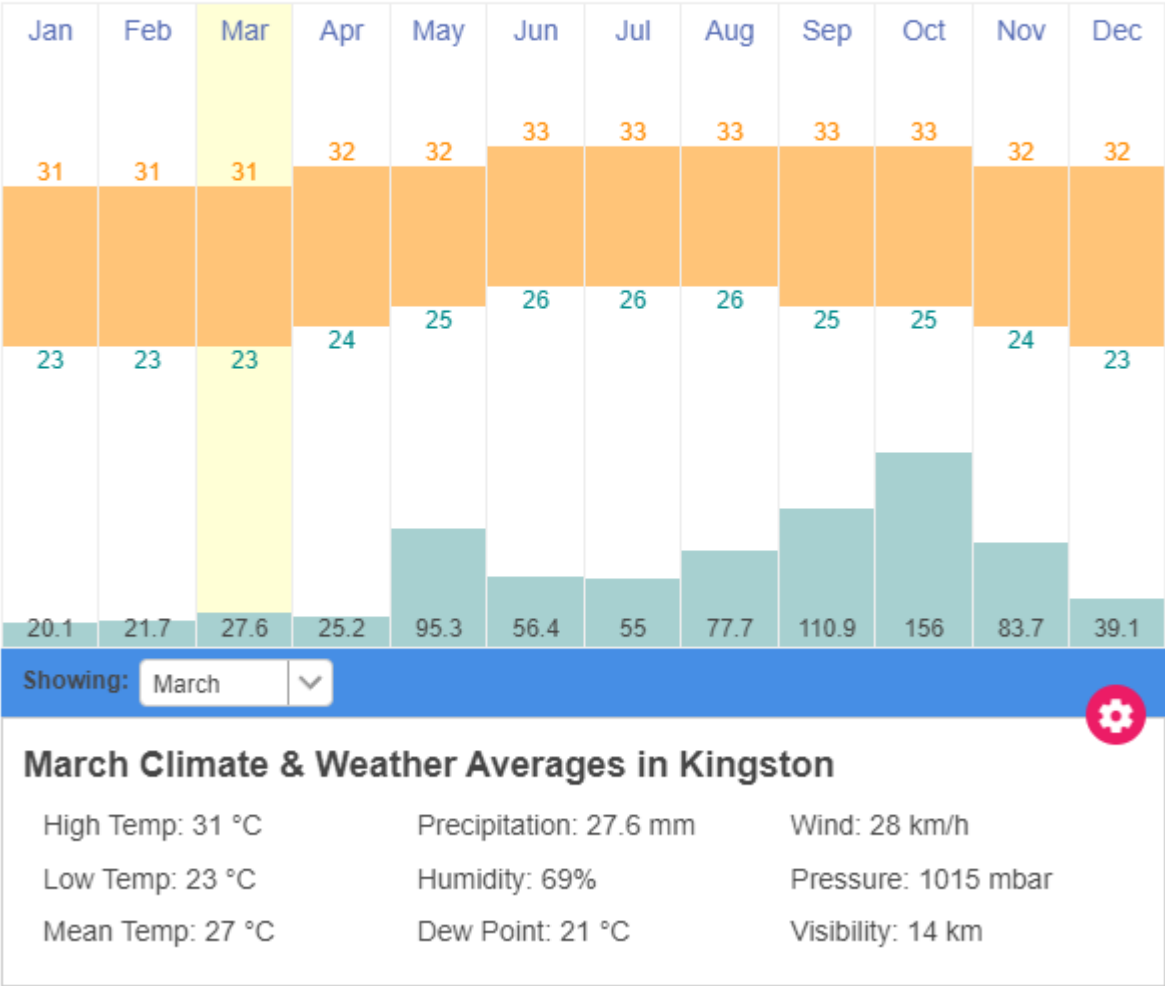 Jan Feb Mar Apr May Jun Jul Aug Sep Oct Nov Dec
33 33 33 33 33
32 32 32 32
31 31 31
26 26 26
25 25 25
24 24
23 23 23 23
20.1 21.7 27.6 25.2 95.3 56.4 55 77.7 110.9 156 83.7 39.1
Showing: March
March Climate & Weather Averages in Kingston
High Temp: 31 °C Precipitation: 27.6 mm Wind: 28 km/h
Low Temp: 23 °C Humidity: 69% Pressure: 1015 mbar
Mean Temp: 27 °C Dew Point: 21 °C Visibility: 14 km